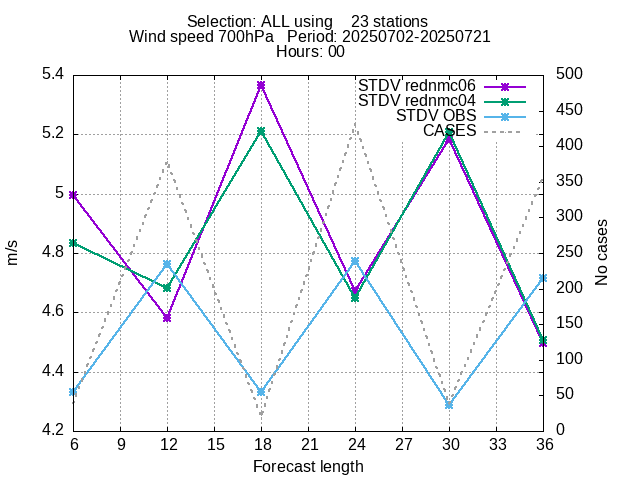 Selection: ALL using 23 stations
Wind speed 700hPa Period: 20250702-20250721
Hours: 00
STDV rednmc06
STDV rednmc04
STDV OBS
CASES
5.4
5.2
5
4.8
4.6
4.4
4.2
m/s
500
450
400
350
300
250
200
150
100
50
0
No cases
6 9 12 15 18 21 24 27 30 33 36
Forecast length